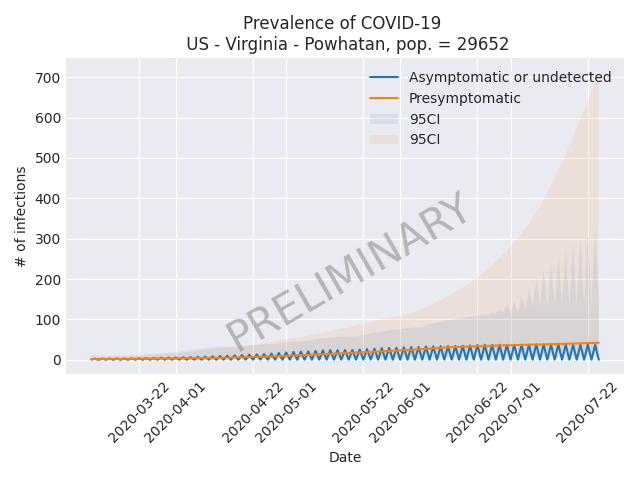 Prevalence of COVID-19
US - Virginia - Powhatan, pop. = 29652
700
600
500
400
300
200
100
0
# of infections
Asymptomatic or undetected
Presymptomatic
95CI
95CI
PRELIMINARY
2020-03-22
2020-04-01
2020-04-22
2020-05-01
2020-05-22
2020-06-01
2020-06-22
2020-07-01
2020-07-22
Date